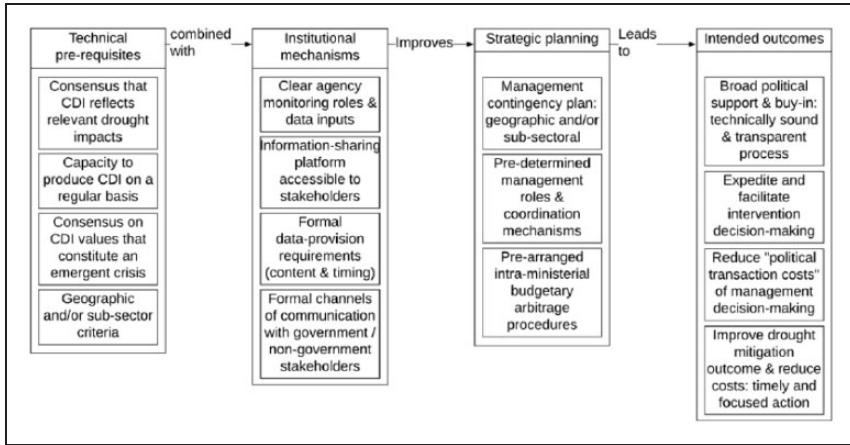 Technical
pre-requisites
Consensus that
CDI reflects
relevant drought
impacts
Capacity to
produce CDI on a
regular basis
Consensus on
CDI values that
constitute an
emergent crisis
Geographic
and/or sub-sector
criteria
combined
with
Institutional
mechanisms
Clear agency
monitoring roles &
data inputs
Information-sharing
platform
accessible to
stakeholders
Formal
data-provision
requirements
(content & timing)
Formal channels
of communication
with government /
non-government
stakeholders
Improves
Strategic planning
Management
contingency plan:
geographic and/or
sub-sectoral
Pre-determined
management
roles &
coordination
mechanisms
Pre-arranged
intra-ministerial
budgetary
arbitrage
procedures
Leads
to
Intended outcomes
Broad political
support & buy-in:
technically sound
& transparent
process
Expedite and
facilitate
intervention
decision-making
Reduce "political
transaction costs"
of management
decision-making
Improve drought
mitigation
outcome & reduce
costs: timely and
focused action